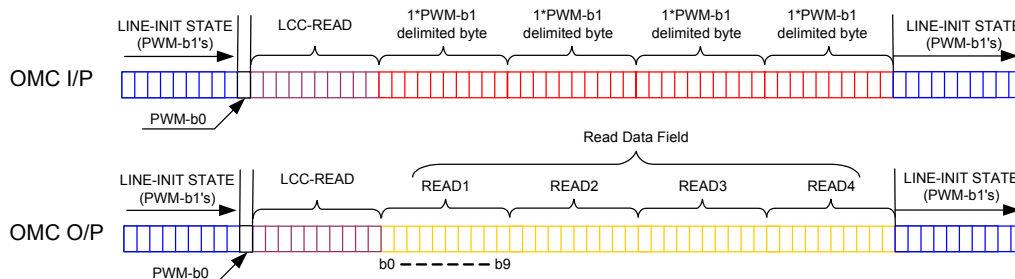 LINE-INIT STATE
(PWM-b1's)
LCC-READ
1*PWM-b1
delimited byte
1*PWM-b1
delimited byte
1*PWM-b1
delimited byte
1*PWM-b1
delimited byte
LINE-INIT STATE
(PWM-b1's)
OMC I/P
PWM-b0
Read Data Field
LINE-INIT STATE
(PWM-b1's)
LCC-READ
READ1
READ2
READ3
READ4
LINE-INIT STATE
(PWM-b1's)
OMC O/P
b0
b9
PWM-b0